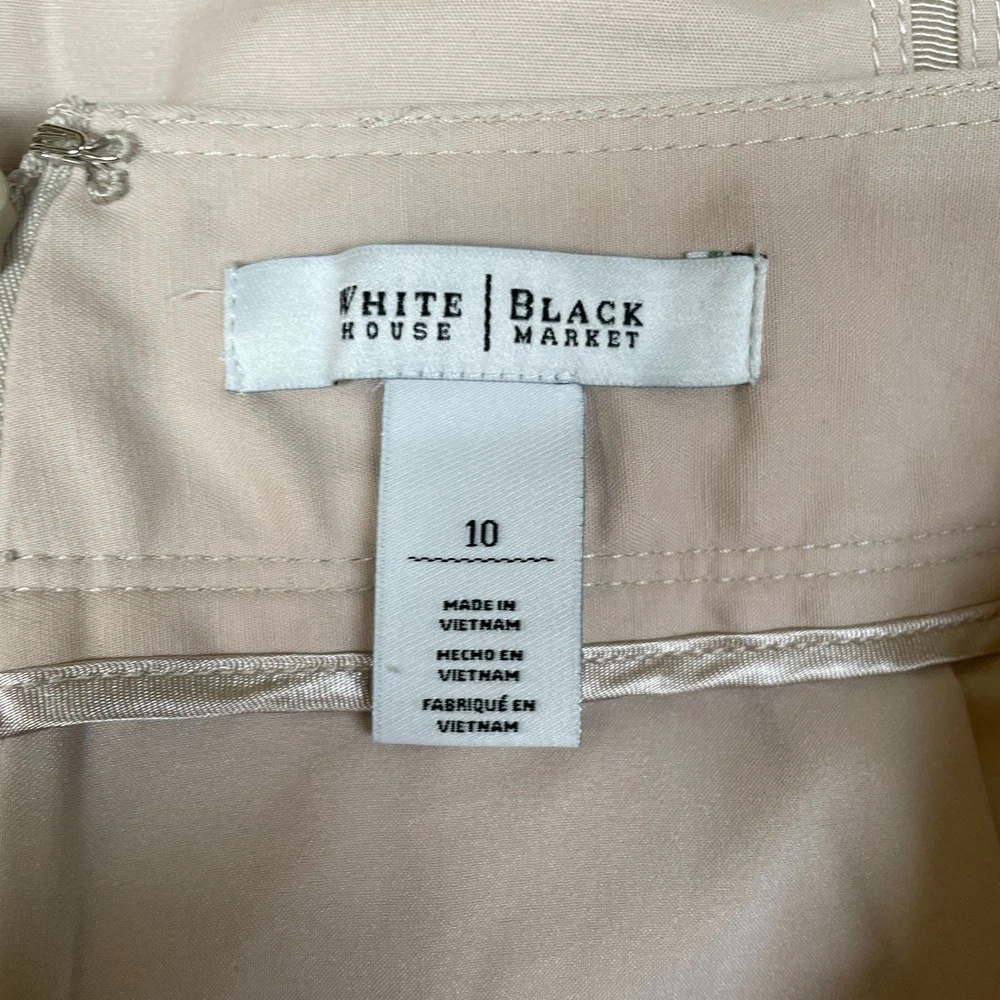 WHITE | BLACK
HOUSE | MARKET
10
MADE IN
VIETNAM
HECHO EN
VIETNAM
FABRIQUÉ EN
VIETNAM